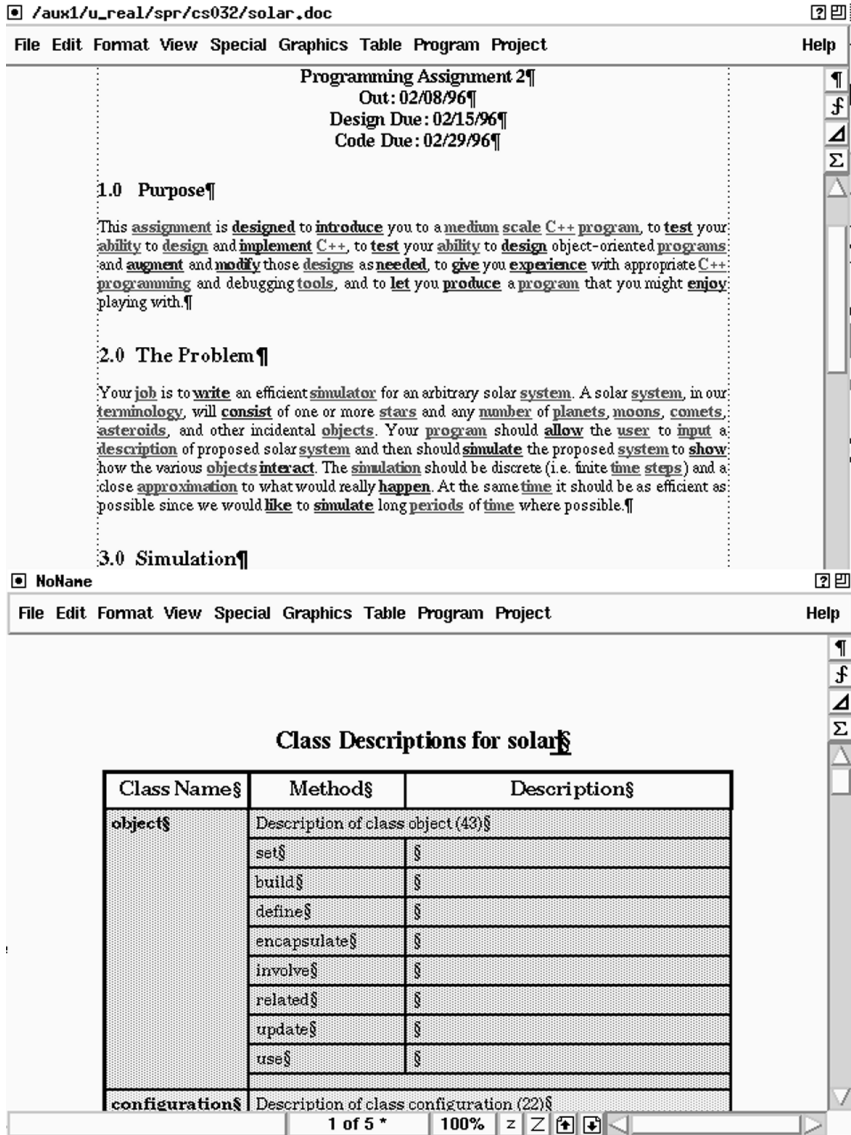 /aux1/u_real/spr/cs032/solar.doc
File Edit Format View Special Graphics Table Program Project Help
Programming Assignment 2¶
Out: 02/08/96¶
Design Due: 02/15/96¶
Code Due: 02/29/96¶
1.0 Purpose¶
This assignment is designed to introduce you to a medium scale C++ program, to test your
ability to design and implement C++, to test your ability to design object-oriented programs
and augment and modify those designs as needed, to give you experience with appropriate C++
programming and debugging tools, and to let you produce a program that you might enjoy
playing with.¶
2.0 The Problem¶
Your job is to write an efficient simulator for an arbitrary solar system. A solar system, in our
terminology, will consist of one or more stars and any number of planets, moons, comets,
asteroids, and other incidental objects. Your program should allow the user to input a
description of proposed solar system and then should simulate the proposed system to show
how the various objects interact. The simulation should be discrete (i.e. finite time steps) and a
close approximation to what would really happen. At the same time it should be as efficient as
possible since we would like to simulate long periods of time where possible.¶
3.0 Simulation¶
NoName
File Edit Format View Special Graphics Table Program Project Help
Class Descriptions for solar§
Class Name§ Method§ Description§
object§ Description of class object (43)§
set§ §
build§ §
define§ §
encapsulate§ §
involve§ §
related§ §
update§ §
use§ §
configuration§ Description of class configuration (22)§
1 of 5 * 100% z Z